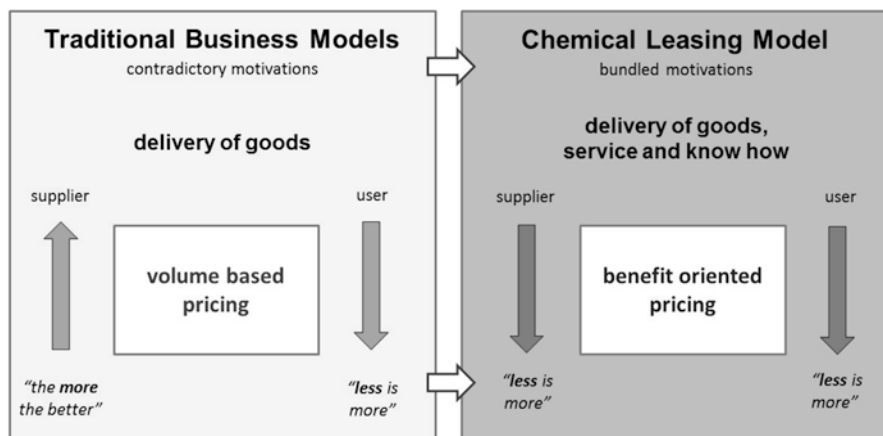 Traditional Business Models
contradictory motivations
delivery of goods
supplier
user
volume based
pricing
“the more
the better”
“less is
more”
Chemical Leasing Model
bundled motivations
delivery of goods,
service and know how
supplier
user
benefit oriented
pricing
“less is
more”
“less is
more”